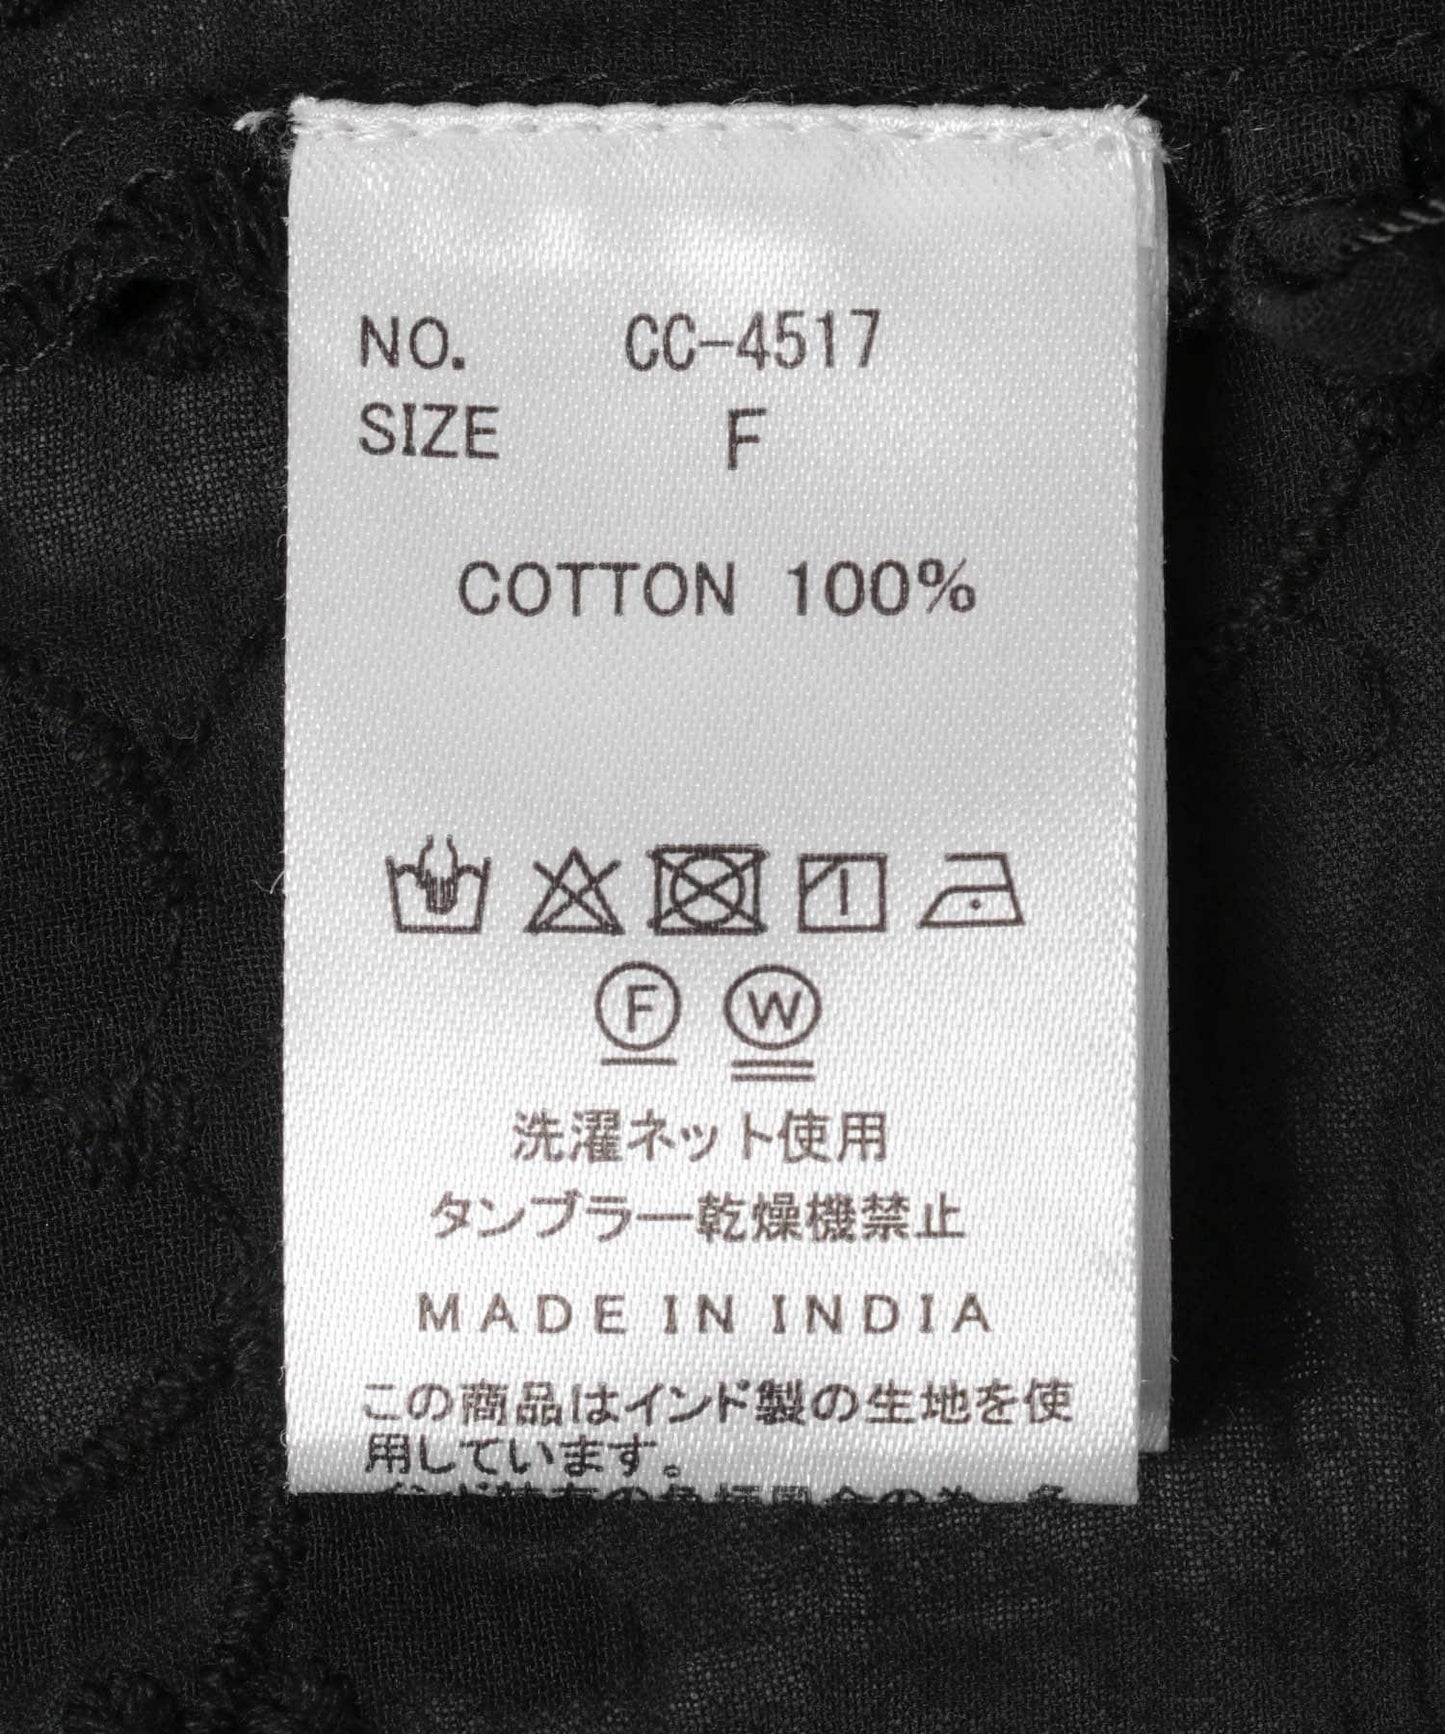 NO. CC-4517
SIZE F
COTTON 100%
F W
洗濯ネット使用
タンブラー乾燥機禁止
MADE IN INDIA
この商品はインド製の生地を使
用しています。